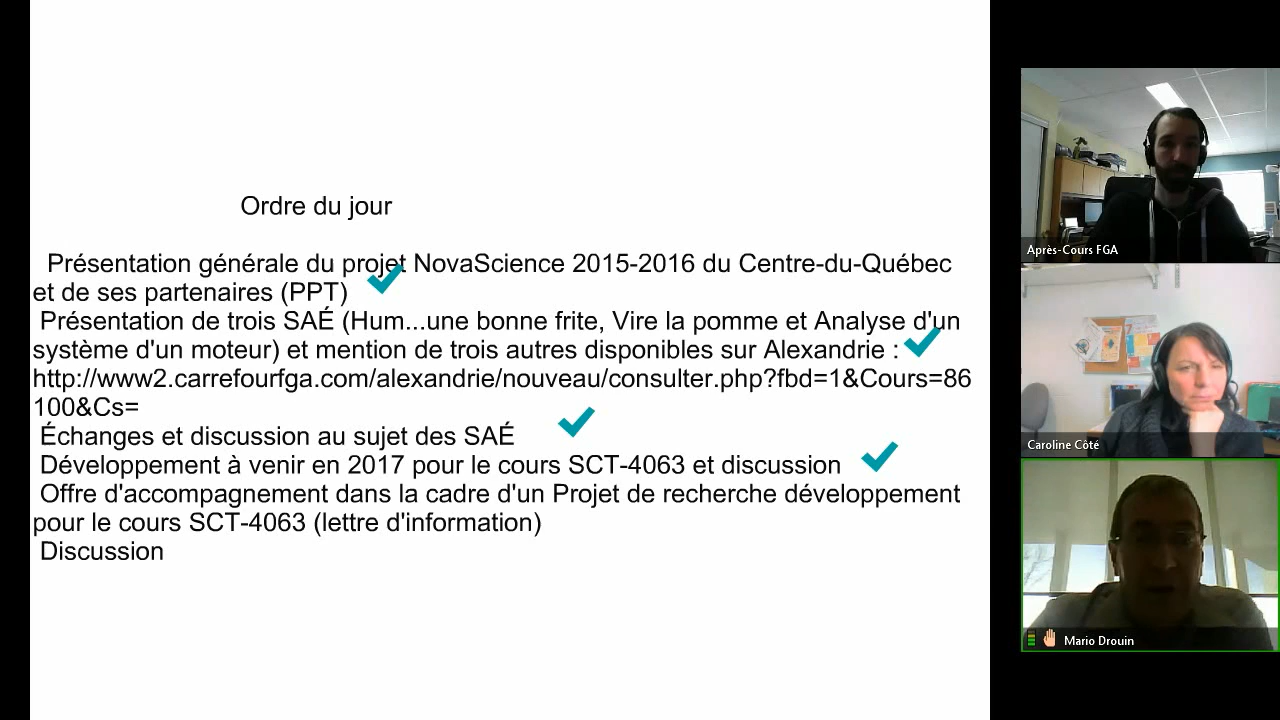 Ordre du jour
Présentation générale du projet NovaScience 2015-2016 du Centre-du-Québec
et de ses partenaires (PPT)
Présentation de trois SAÉ (Hum...une bonne frite, Vire la pomme et Analyse d'un
système d'un moteur) et mention de trois autres disponibles sur Alexandrie :
http://www2.carrefourfga.com/alexandrie/nouveau/consulter.php?fbd=1&Cours=86
100&Cs=
Échanges et discussion au sujet des SAÉ
Développement à venir en 2017 pour le cours SCT-4063 et discussion
Offre d'accompagnement dans la cadre d'un Projet de recherche développement
pour le cours SCT-4063 (lettre d'information)
Discussion
Après-Cours FGA
Caroline Côté
Mario Drouin